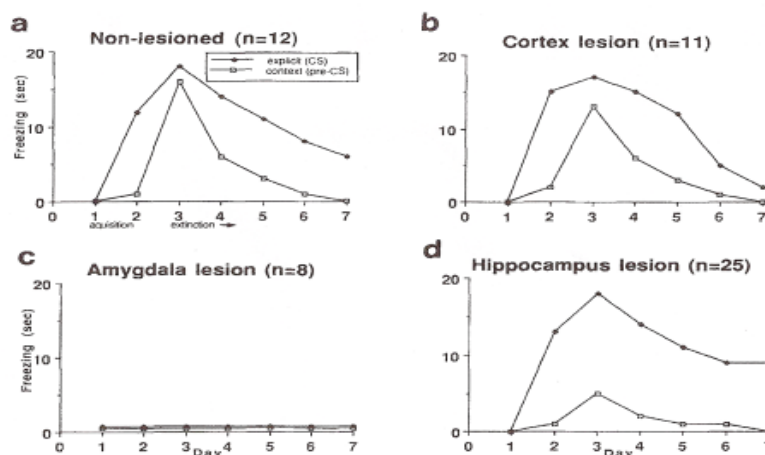 a
Non-lesioned (n=12)
explicit (CS)
context (pre-CS)
Freezing (sec)
20
10
0
0 1 2 3 4 5 6 7
aquisition extinction
b
Cortex lesion (n=11)
20
10
0
0 1 2 3 4 5 6 7
c
Amygdala lesion (n=8)
Freezing (sec)
20
10
0
0 1 2 3 4 5 6 7
Day
d
Hippocampus lesion (n=25)
20
10
0
0 1 2 3 4 5 6 7
Day